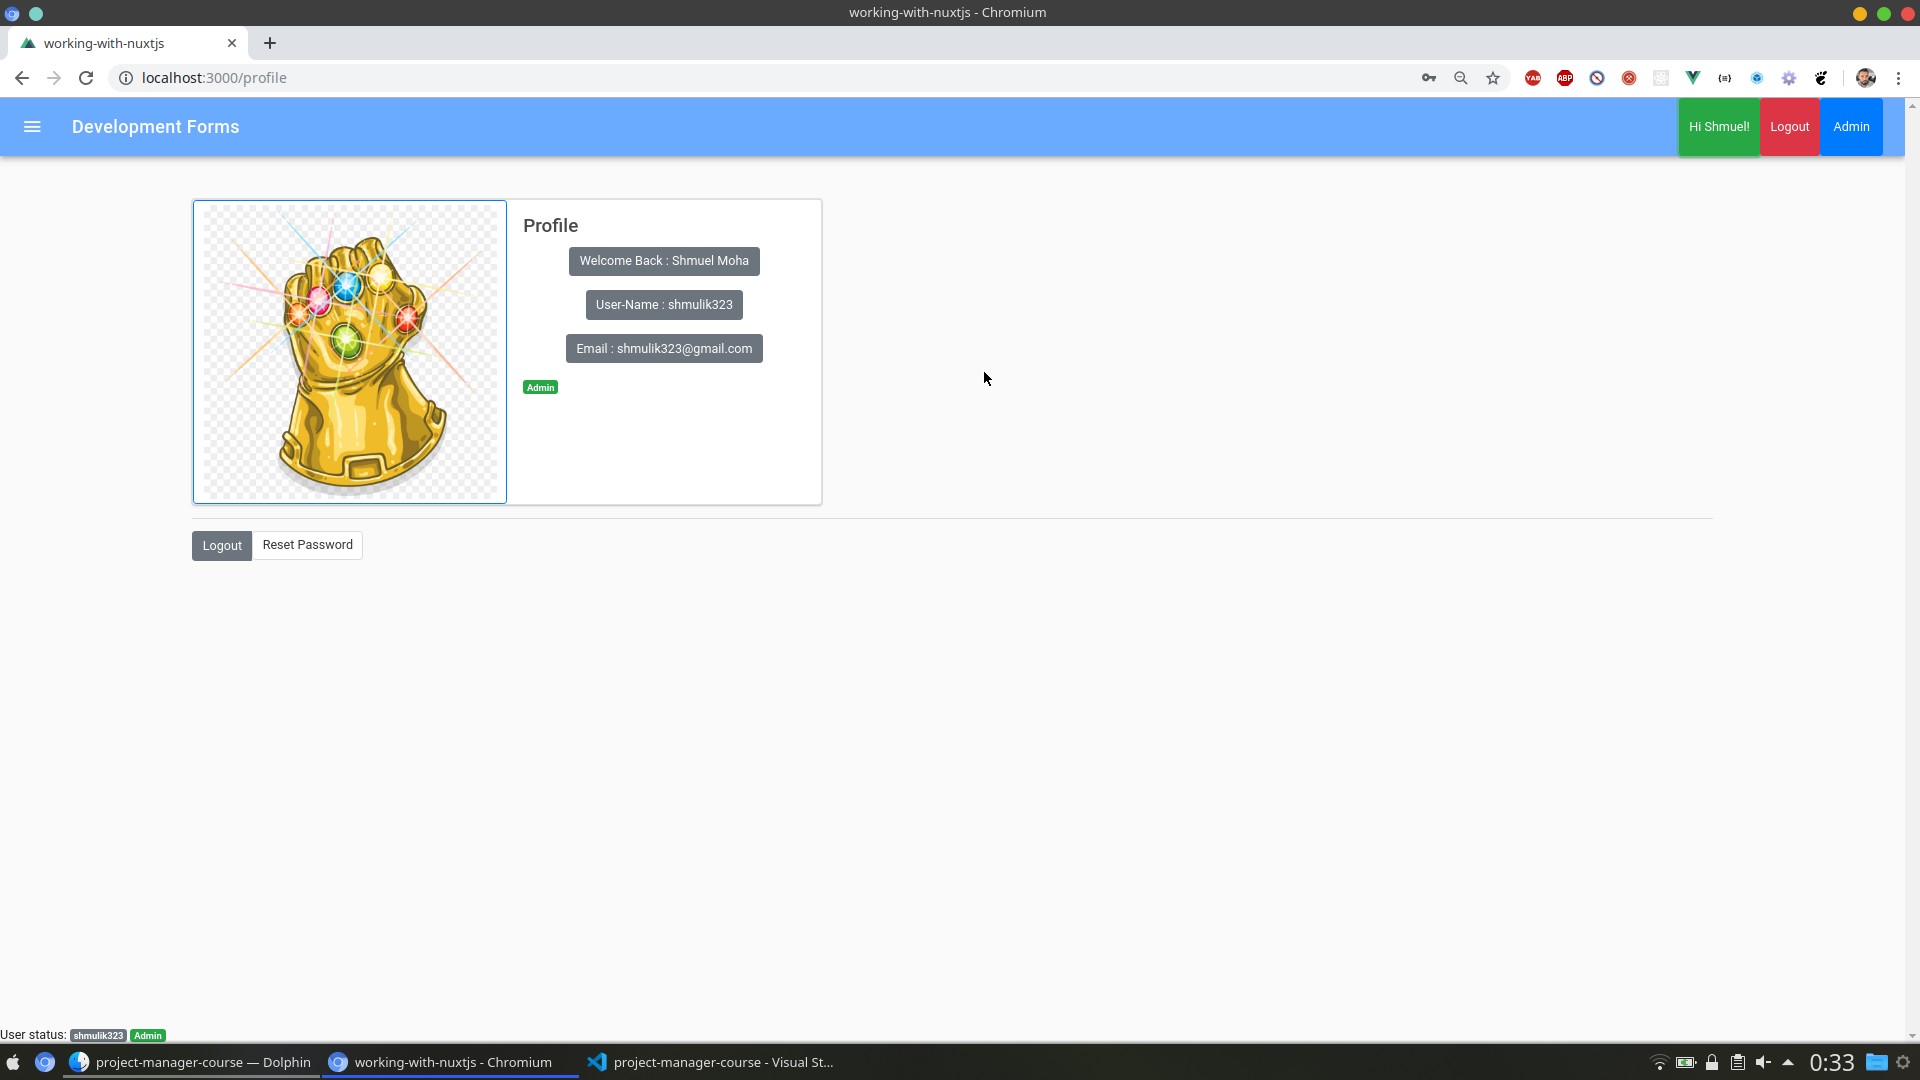 working-with-nuxtjs - Chromium
working-with-nuxtjs
localhost:3000/profile
YAB
ABP
Development Forms
Hi Shmuel!
Logout
Admin
Profile
Welcome Back : Shmuel Moha
User-Name : shmulik323
Email : shmulik323@gmail.com
Admin
Logout
Reset Password
User status: shmulik323 Admin
project-manager-course — Dolphin
working-with-nuxtjs - Chromium
project-manager-course - Visual St...
0:33